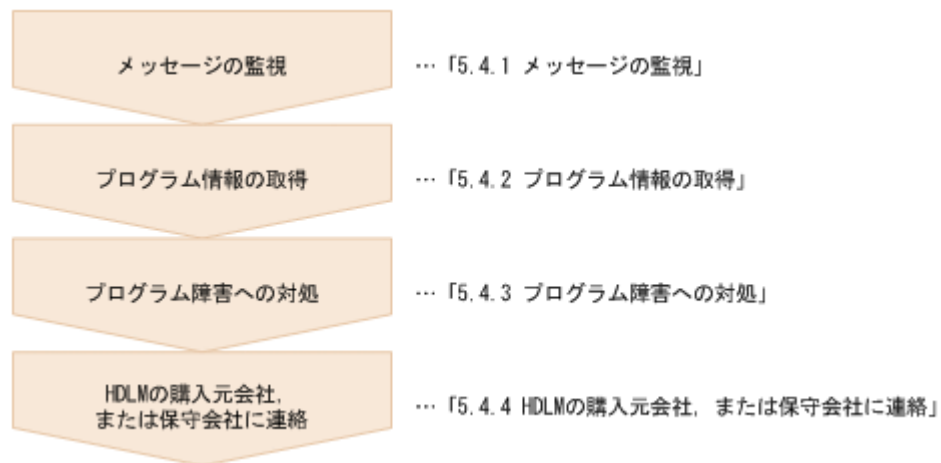 メッセージの監視 … 「5.4.1 メッセージの監視」
プログラム情報の取得 … 「5.4.2 プログラム情報の取得」
プログラム障害への対処 … 「5.4.3 プログラム障害への対処」
HDLMの購入元会社,
または保守会社に連絡 … 「5.4.4 HDLMの購入元会社, または保守会社に連絡」